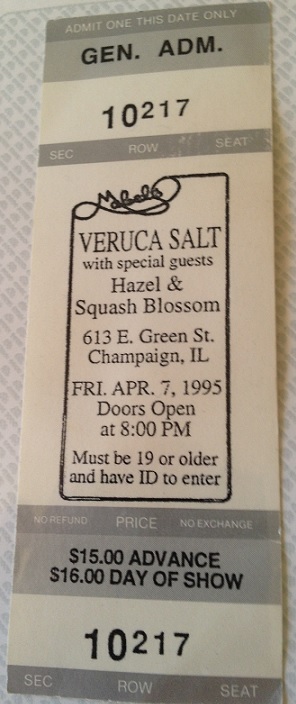 ADMIT ONE THIS DATE ONLY
GEN. ADM.
10217
SEC ROW SEAT
Mabels
VERUCA SALT
with special guests
Hazel &
Squash Blossom
613 E. Green St.
Champaign, IL
FRI. APR. 7, 1995
Doors Open
at 8:00 PM
Must be 19 or older
and have ID to enter
NO REFUND PRICE NO EXCHANGE
$15.00 ADVANCE
$16.00 DAY OF SHOW
10217
SEC ROW SEAT